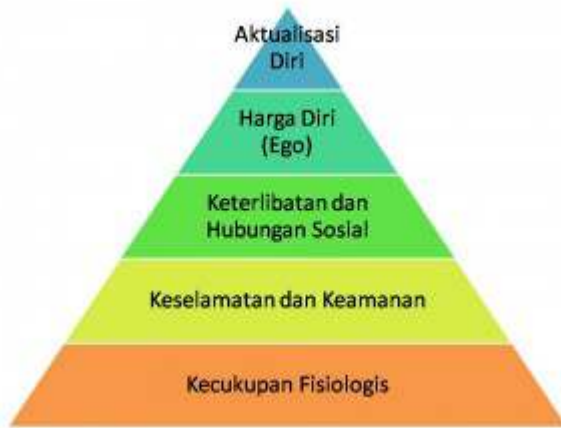 Aktualisasi
Diri
Harga Diri
(Ego)
Keterlibatan dan
Hubungan Sosial
Keselamatan dan Keamanan
Kecukupan Fisiologis